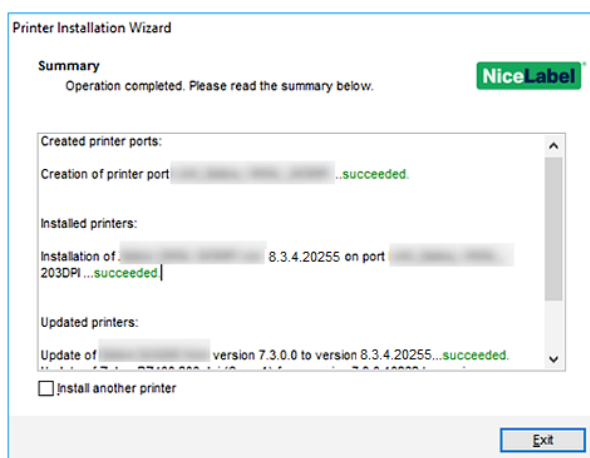 Printer Installation Wizard
Summary
Operation completed. Please read the summary below.
NiceLabel
Created printer ports:
Creation of printer port ..succeeded.
Installed printers:
Installation of 8.3.4.20255 on port
203DPI ...succeeded.
Updated printers:
Update of version 7.3.0.0 to version 8.3.4.20255...succeeded.
Install another printer
Exit